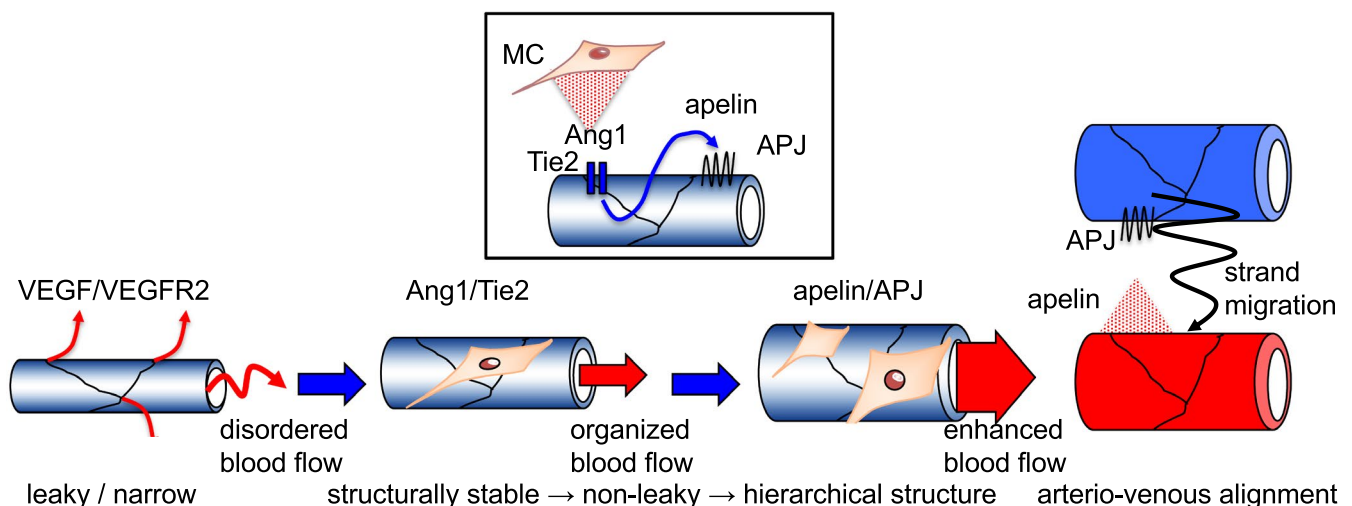 MC
Ang1
Tie2
apelin
APJ
APJ
apelin
strand
migration
VEGF/VEGFR2
Ang1/Tie2
apelin/APJ
disordered
blood flow
organized
blood flow
enhanced
blood flow
leaky / narrow
structurally stable → non-leaky → hierarchical structure
arterio-venous alignment